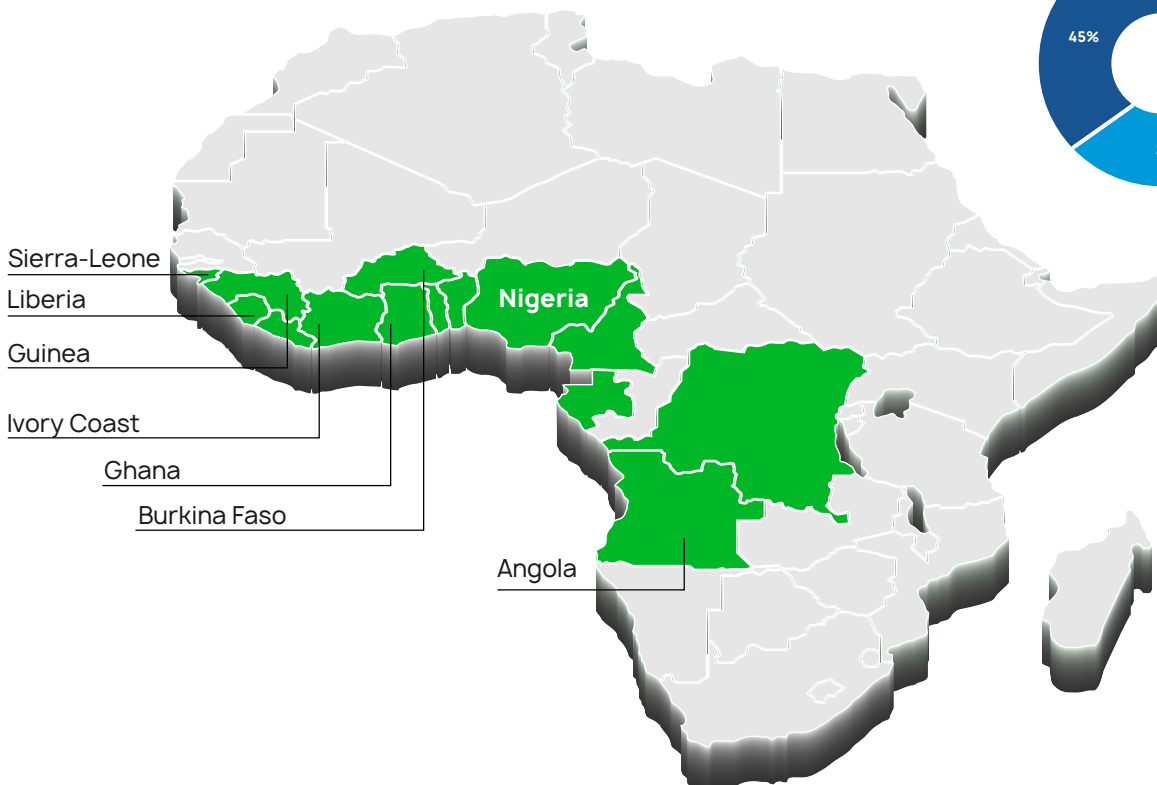 45%
Sierra-Leone
Liberia
Nigeria
Guinea
Ivory Coast
Ghana
Burkina Faso
Angola